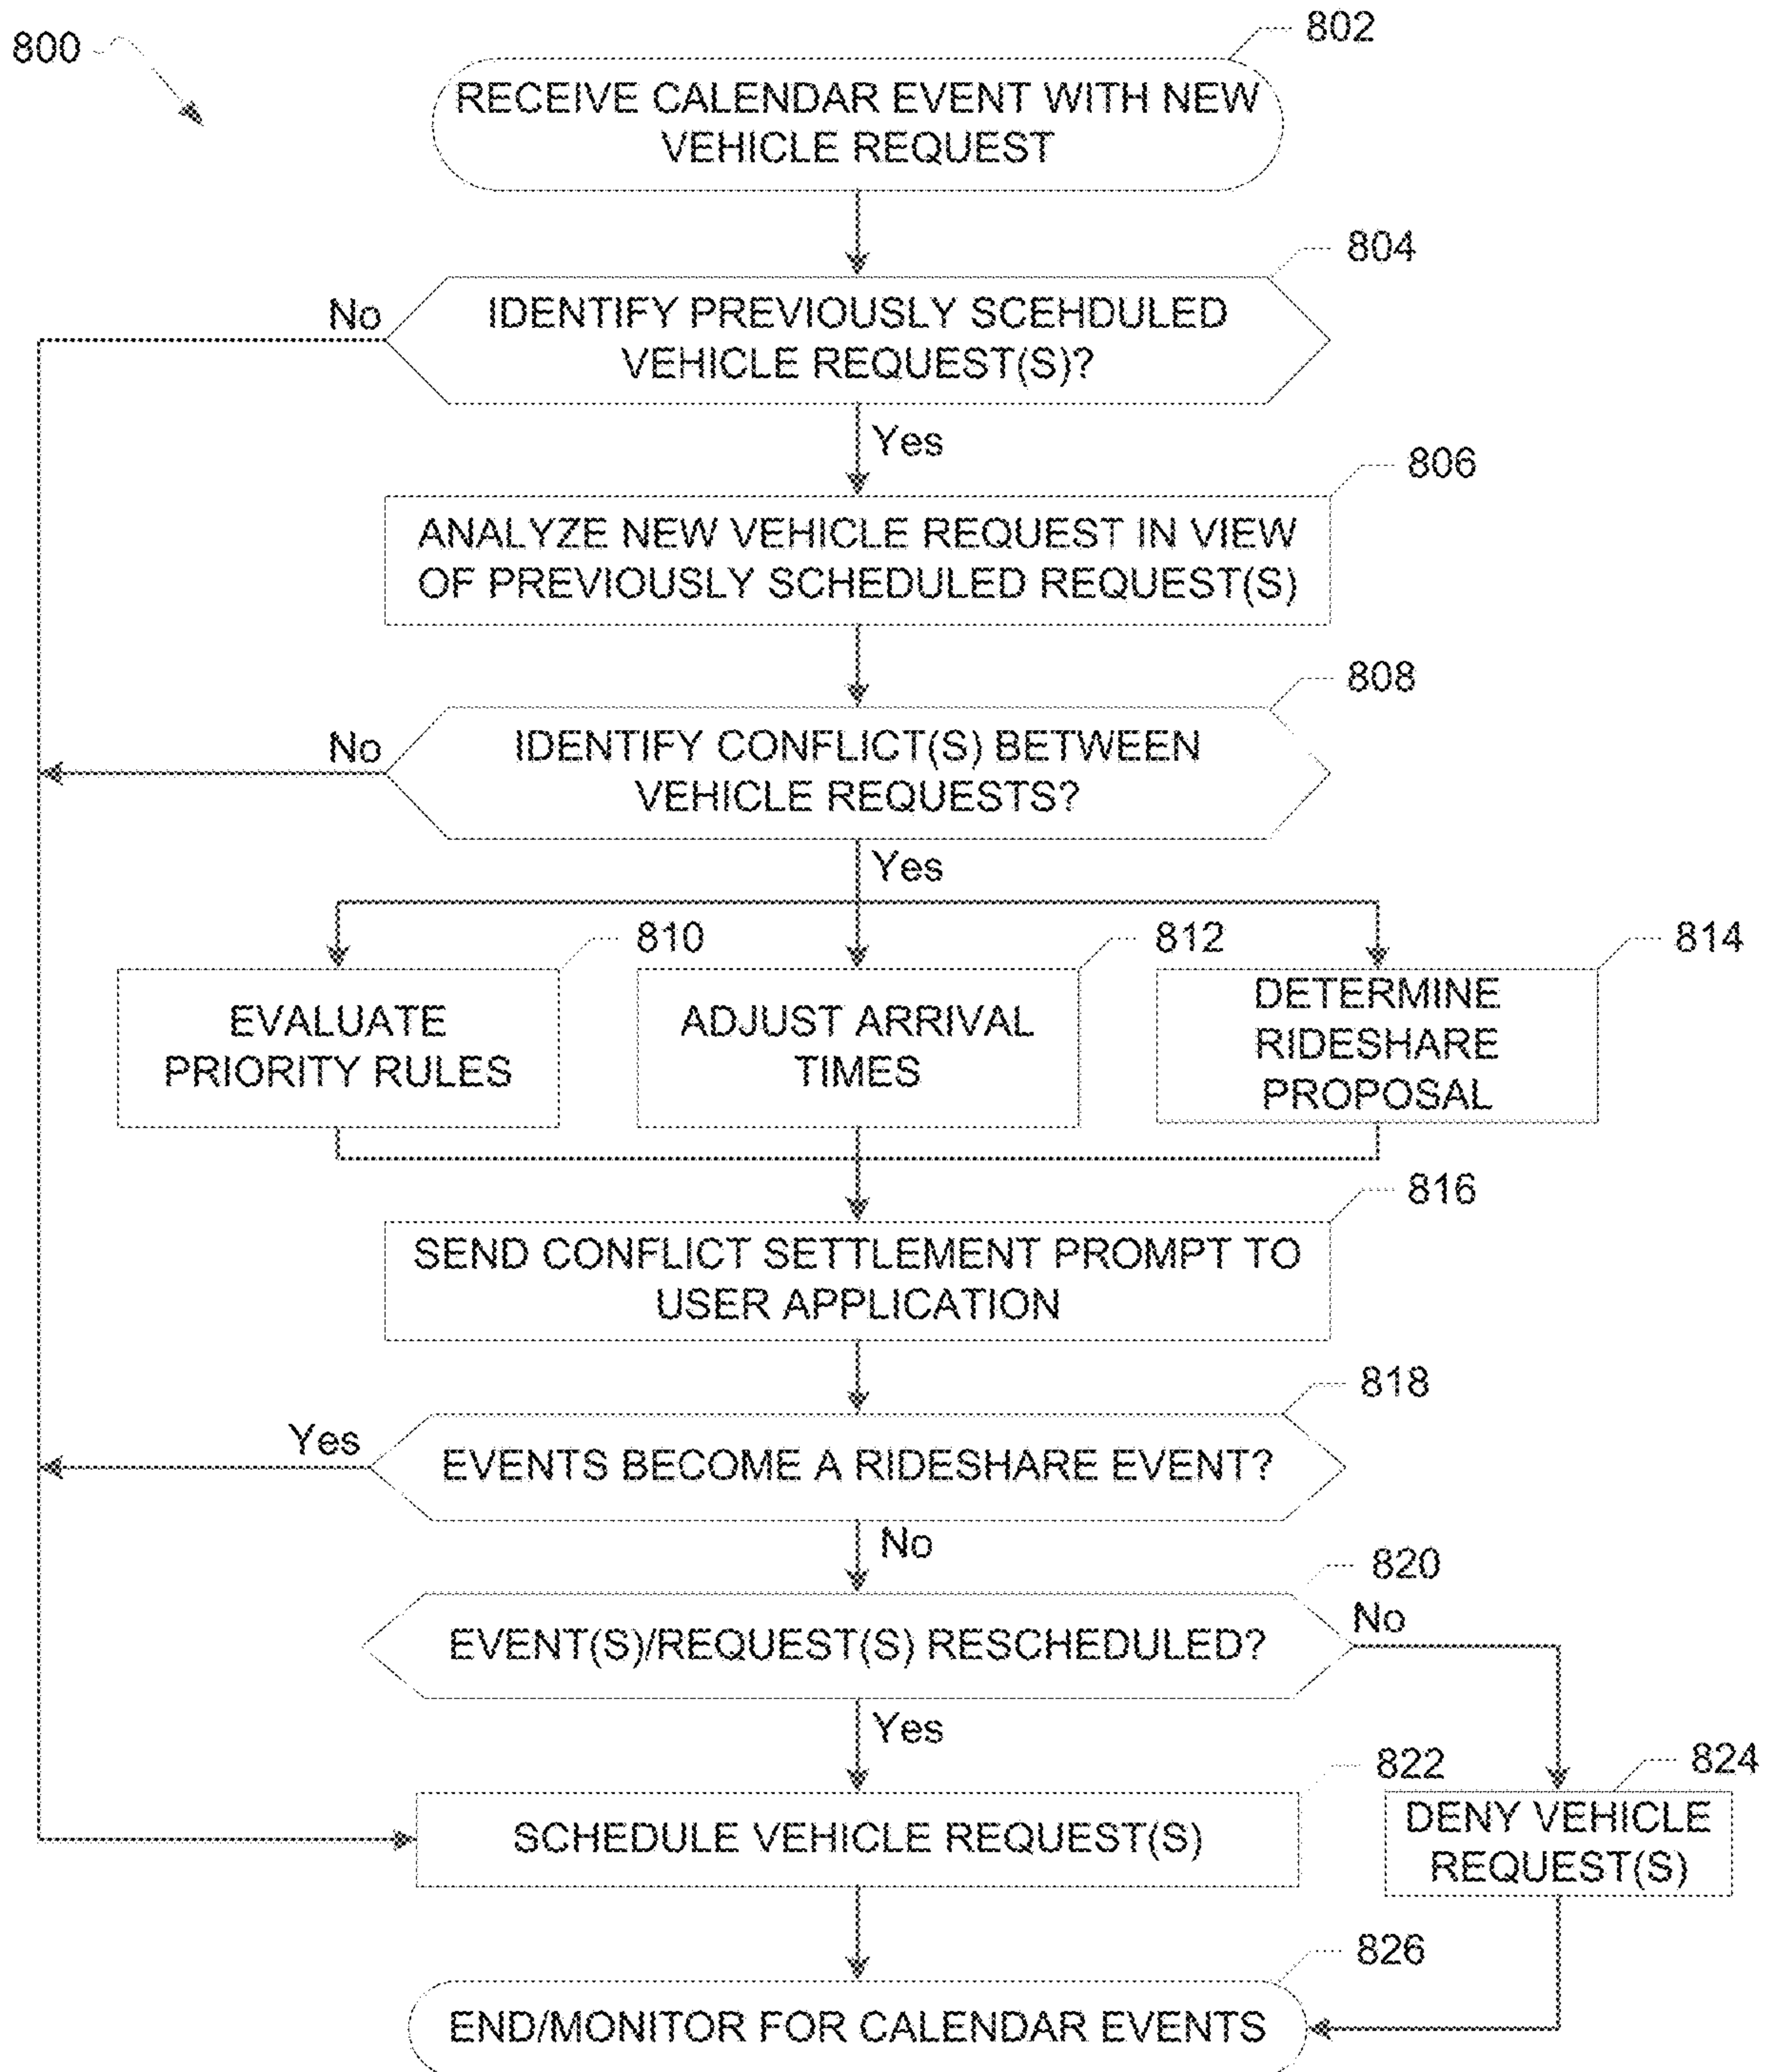 800
802
RECEIVE CALENDAR EVENT WITH NEW
VEHICLE REQUEST
804
No
IDENTIFY PREVIOUSLY SCEHDULED
VEHICLE REQUEST(S)?
Yes
806
ANALYZE NEW VEHICLE REQUEST IN VIEW
OF PREVIOUSLY SCHEDULED REQUEST(S)
808
No
IDENTIFY CONFLICT(S) BETWEEN
VEHICLE REQUESTS?
Yes
810
812
814
EVALUATE
PRIORITY RULES
ADJUST ARRIVAL
TIMES
DETERMINE
RIDESHARE
PROPOSAL
816
SEND CONFLICT SETTLEMENT PROMPT TO
USER APPLICATION
818
Yes
EVENTS BECOME A RIDESHARE EVENT?
No
820
No
EVENT(S)/REQUEST(S) RESCHEDULED?
Yes
822
824
SCHEDULE VEHICLE REQUEST(S)
DENY VEHICLE
REQUEST(S)
826
END/MONITOR FOR CALENDAR EVENTS